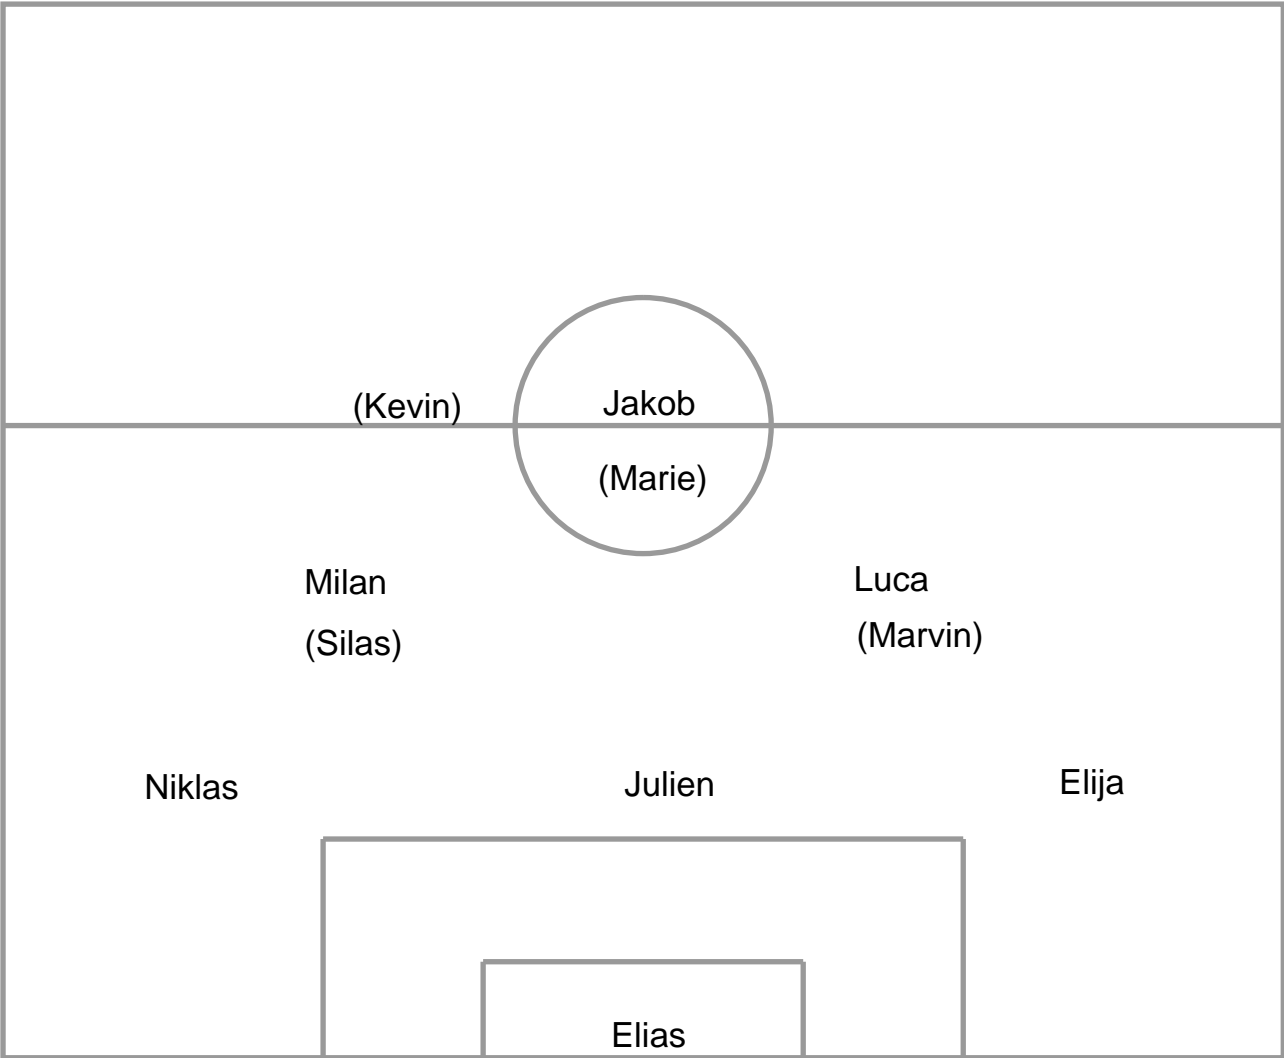 (Kevin) Jakob
(Marie)
Milan Luca
(Silas) (Marvin)
Niklas Julien Elija
Elias